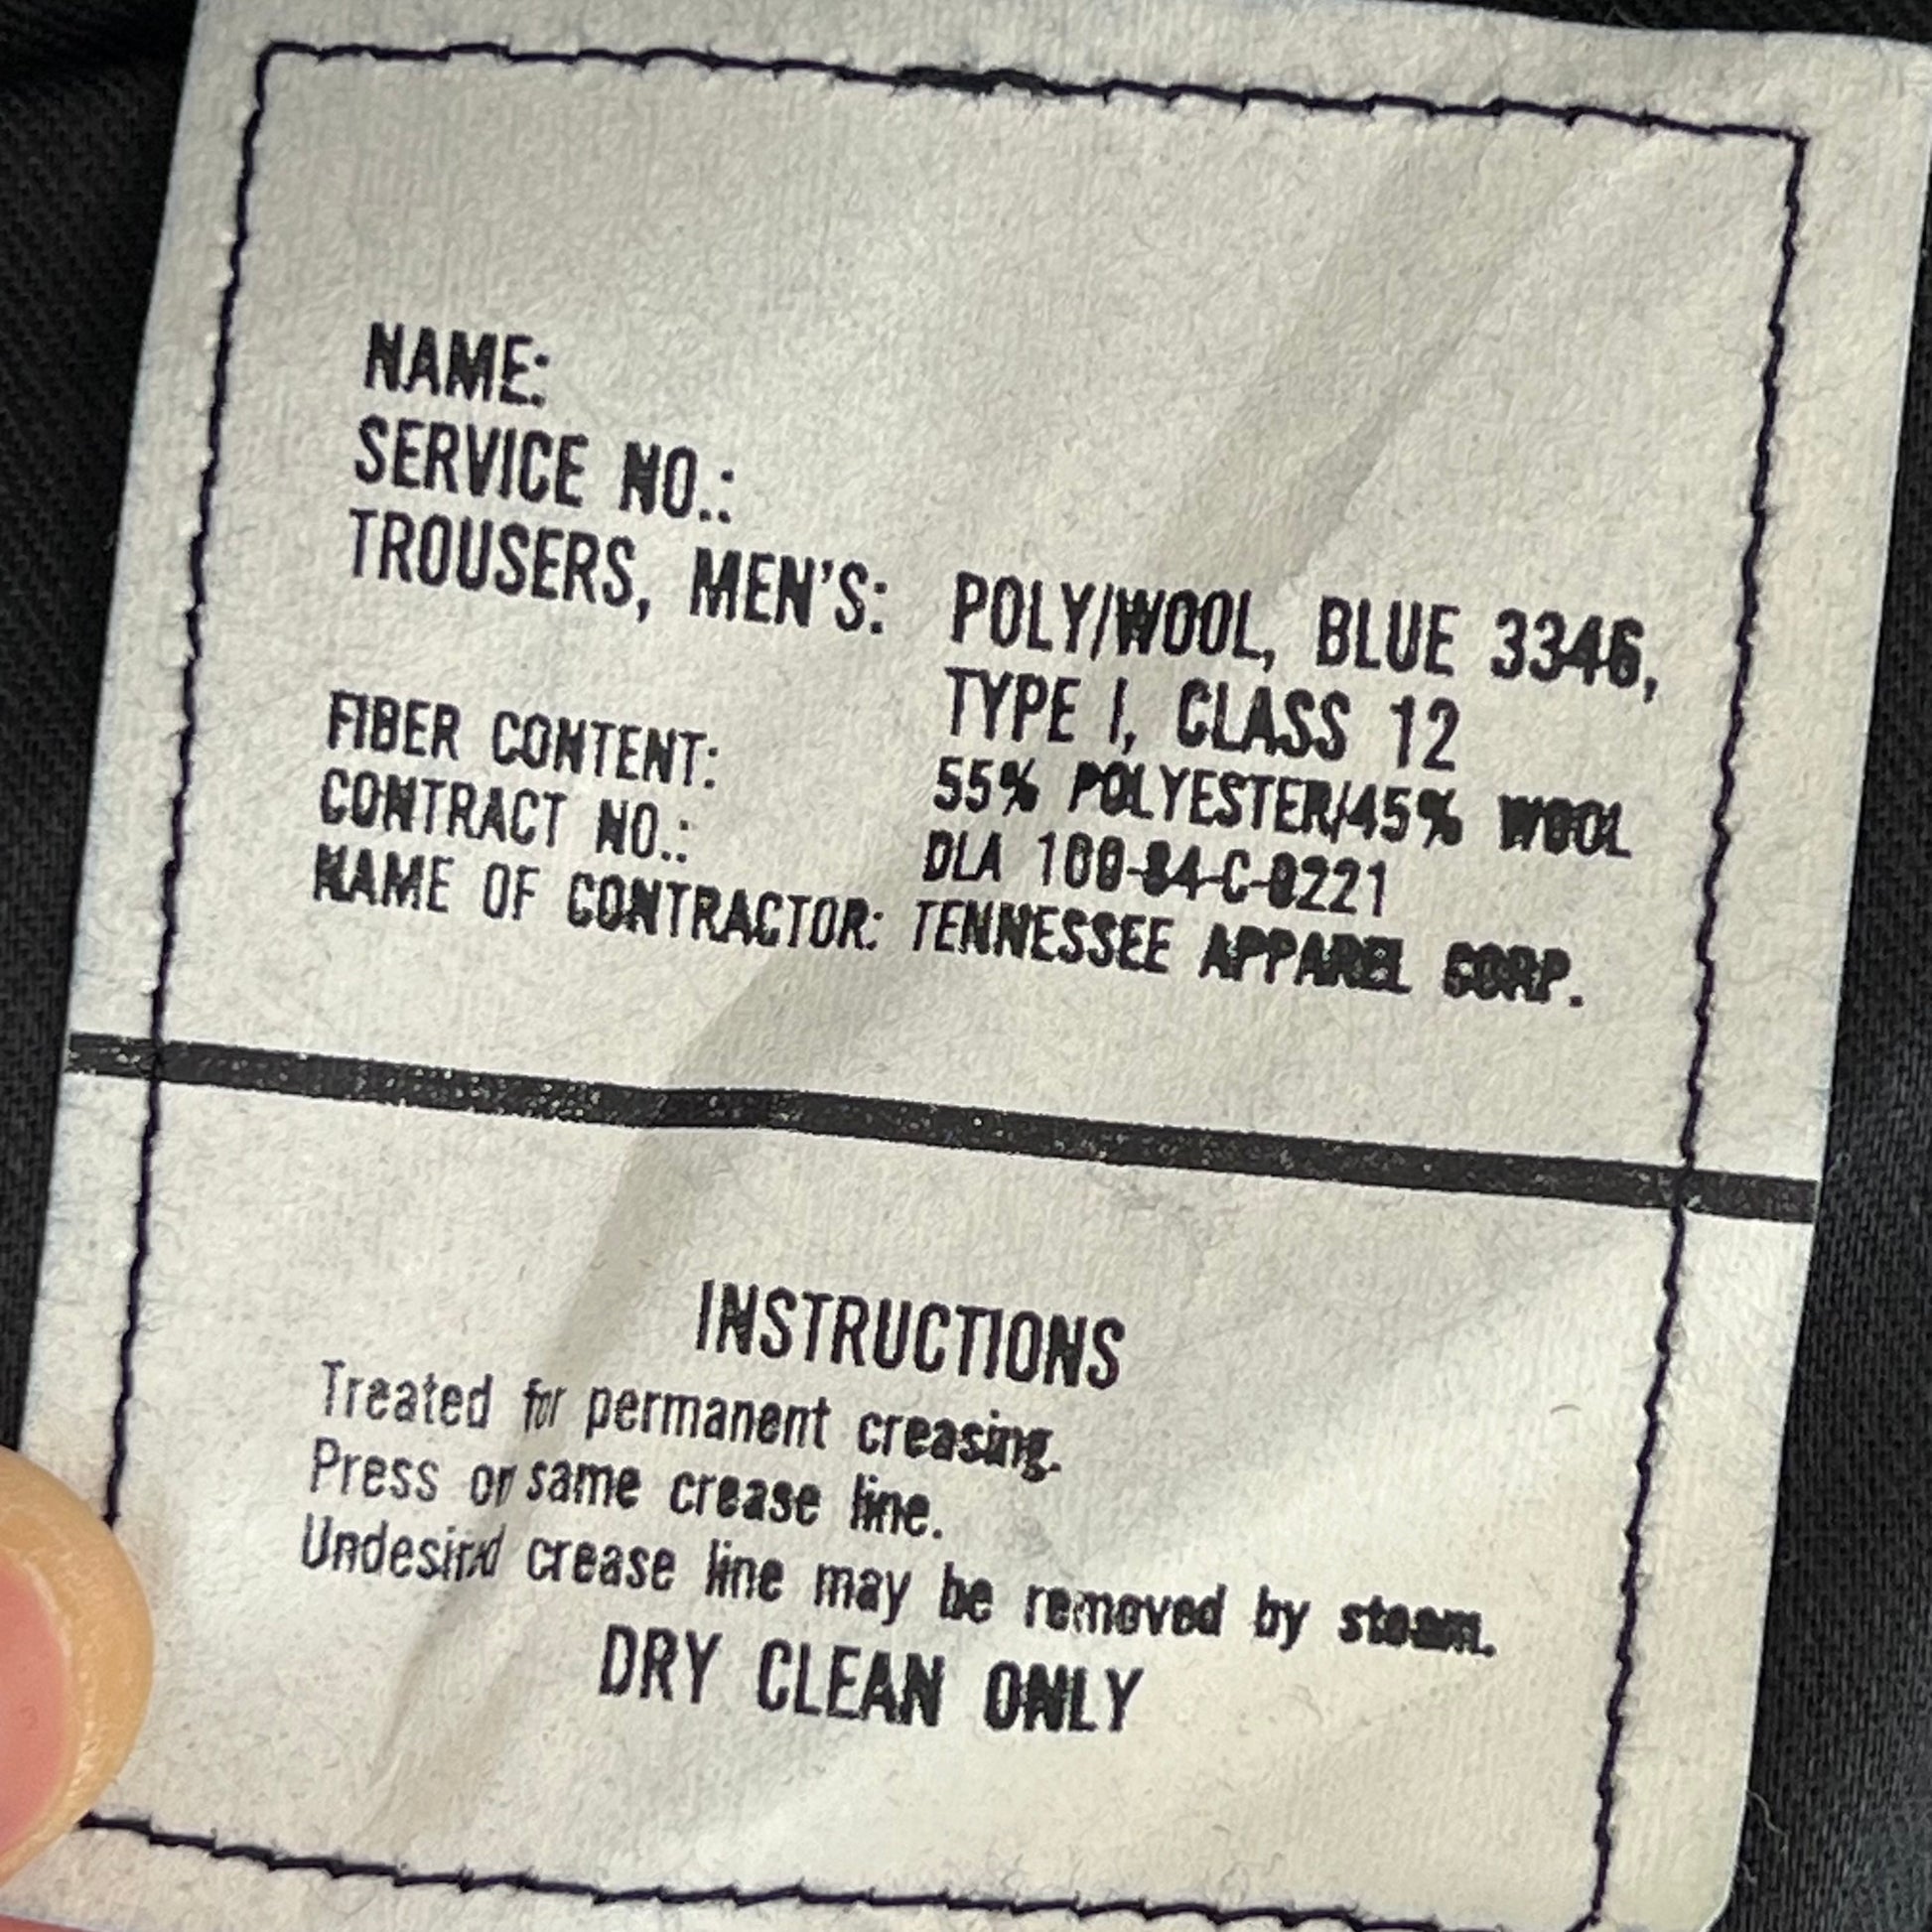 NAME:
SERVICE NO.:
TROUSERS, MEN'S: POLY/WOOL, BLUE 3346,
TYPE I, CLASS 12
FIBER CONTENT: 55% POLYESTER/45% WOOL
CONTRACT NO.: DLA 100-84-C-0221
NAME OF CONTRACTOR: TENNESSEE APPAREL CORP.
INSTRUCTIONS
Treated for permanent creasing.
Press on same crease line.
Undesired crease line may be removed by steam.
DRY CLEAN ONLY